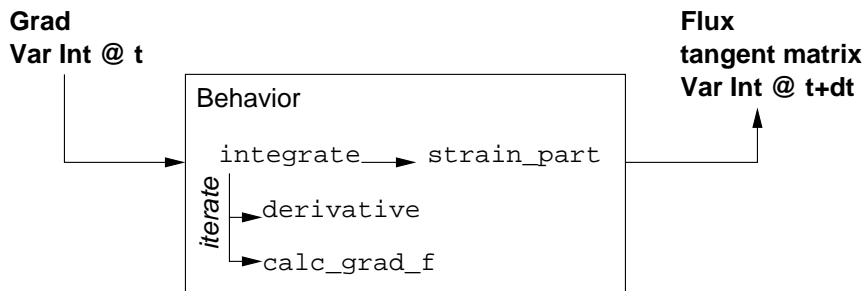 Grad
Var Int @ t
Flux
tangent matrix
Var Int @ t+dt
Behavior
integrate
strain_part
iterate
derivative
calc_grad_f